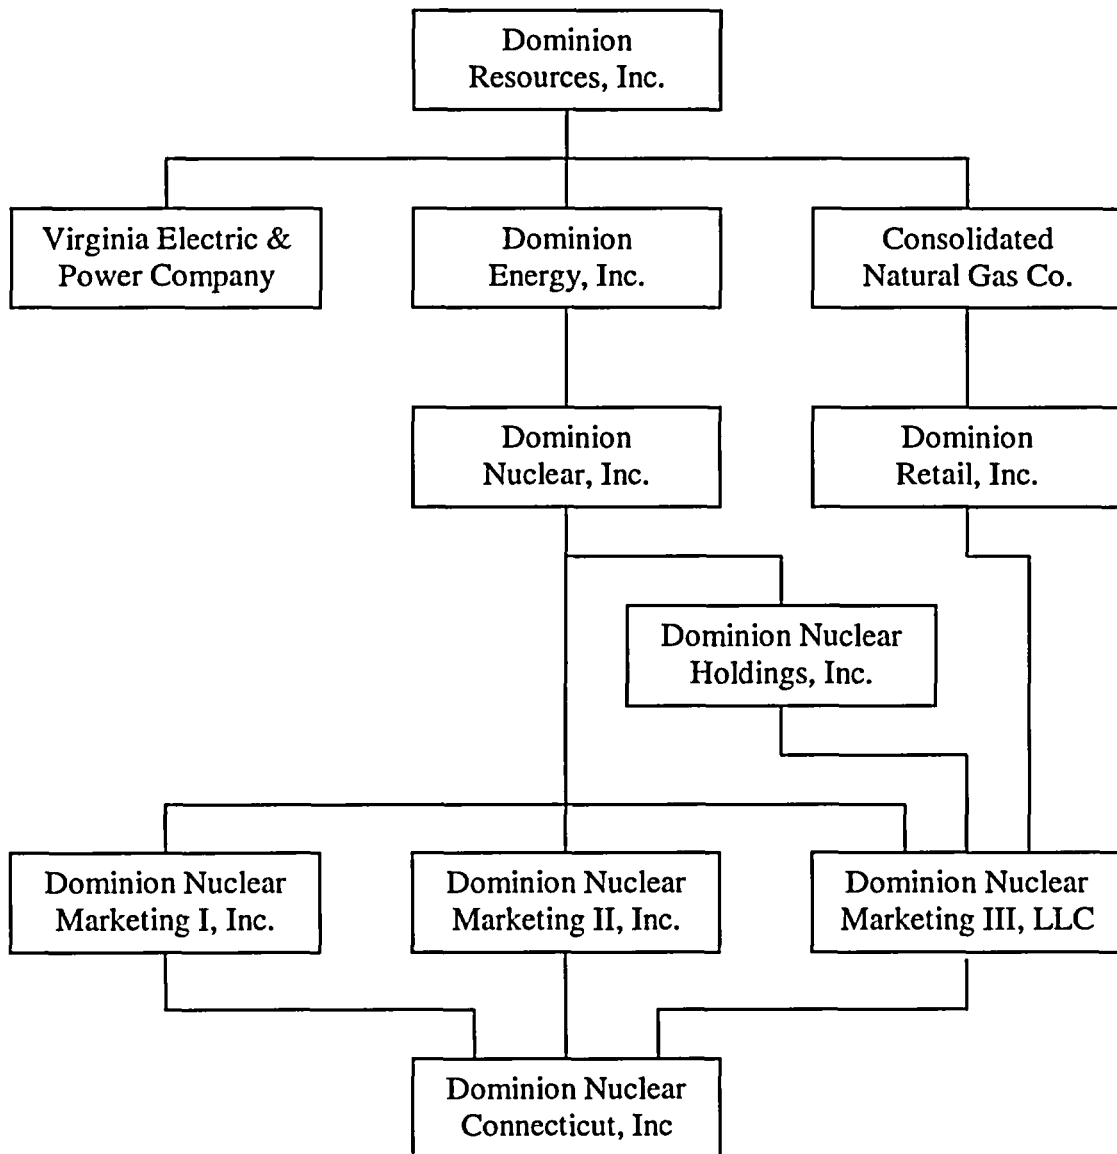 Dominion
Resources, Inc.
Virginia Electric &
Power Company
Dominion
Energy, Inc.
Consolidated
Natural Gas Co.
Dominion
Nuclear, Inc.
Dominion
Retail, Inc.
Dominion Nuclear
Holdings, Inc.
Dominion Nuclear
Marketing I, Inc.
Dominion Nuclear
Marketing II, Inc.
Dominion Nuclear
Marketing III, LLC
Dominion Nuclear
Connecticut, Inc